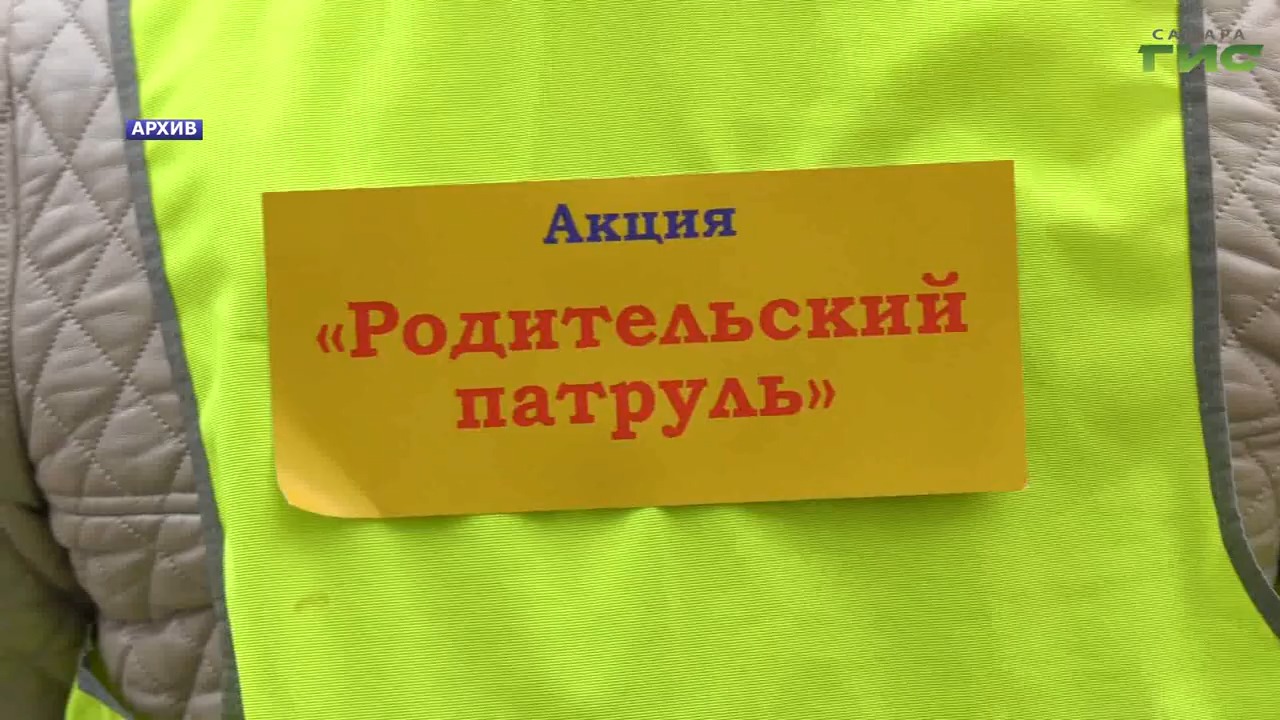 САМАРА
ГИС
АРХИВ
Акция
«Родительский
патруль»